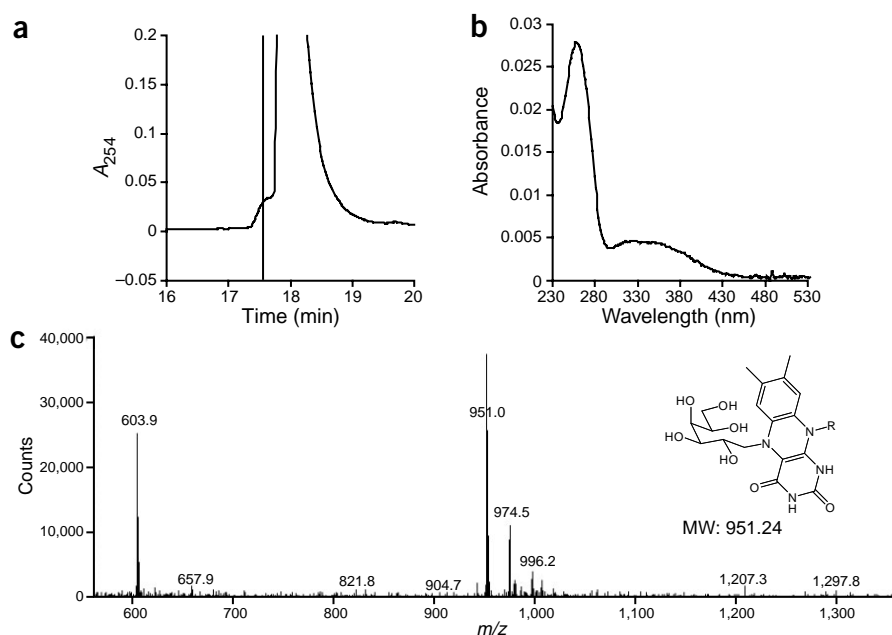 a
0.2
0.15
0.1
0.05
0
–0.05
A254
16 17 18 19 20
Time (min)
b
0.03
0.025
0.02
0.015
0.01
0.005
0
Absorbance
230 280 330 380 430 480 530
Wavelength (nm)
c
40,000
30,000
20,000
10,000
0
Counts
603.9
657.9
821.8
904.7
951.0
974.5
996.2
1,207.3
1,297.8
600 700 800 900 1,000 1,100 1,200 1,300
m/z
HO OH
OH
HO
OH
N
N
R
NH
O
N
H
O
MW: 951.24